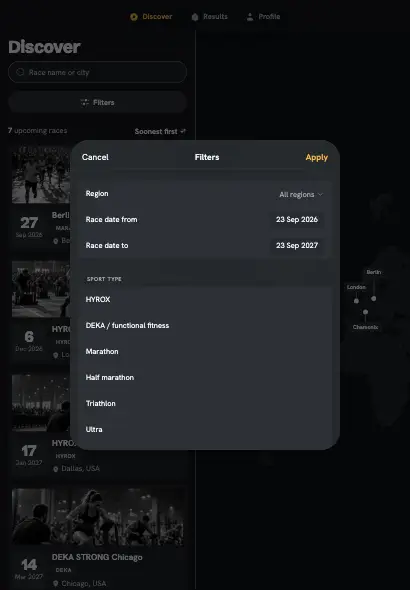 Discover
Results
Profile
Discover
Race name or city
Filters
7 upcoming races
Soonest first
Cancel
Filters
Apply
Region
All regions
Race date from
23 Sep 2026
Race date to
23 Sep 2027
SPORT TYPE
HYROX
DEKA / functional fitness
Marathon
Half marathon
Triathlon
Ultra
27
Sep 2026
Berli
6
Dec 2026
HYRO
17
Jan 2027
HYRO
HYROX
Dallas, USA
14
Mar 2027
DEKA STRONG Chicago
DEKA
Chicago, USA
Berlin
London
Chamonix